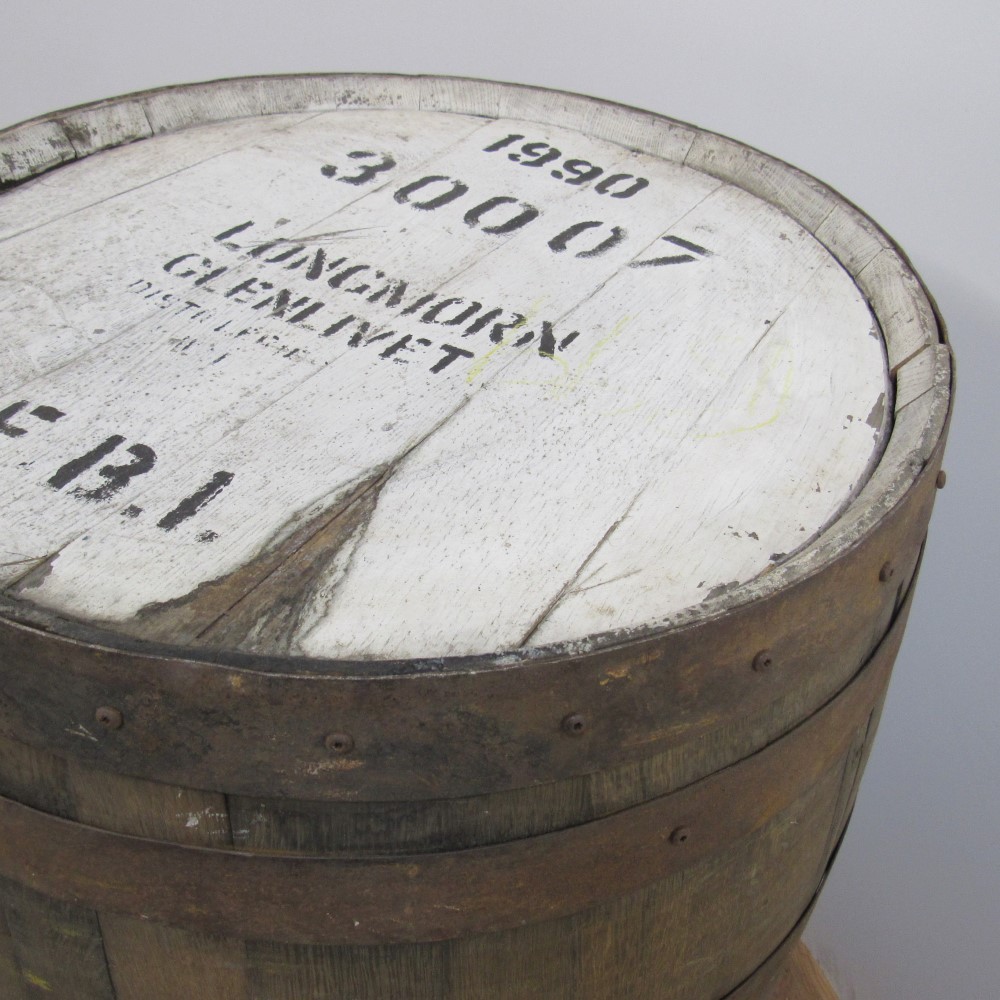 1990
30007
LONGMORN
GLENLIVET
B.I.